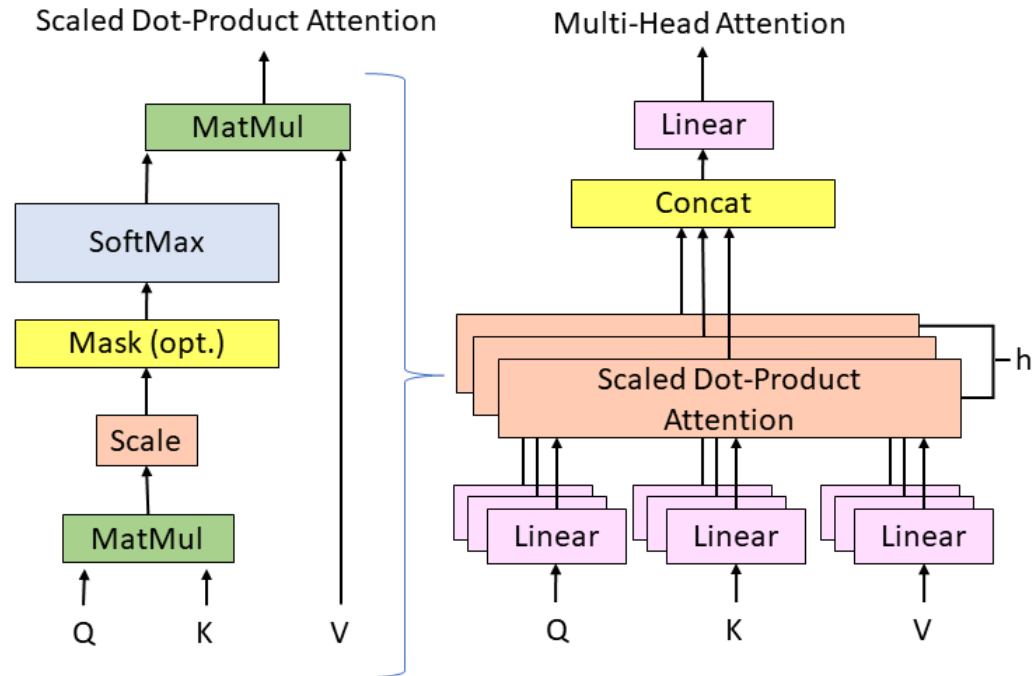 Scaled Dot-Product Attention
MatMul
SoftMax
Mask (opt.)
Scale
MatMul
Q K V
Multi-Head Attention
Linear
Concat
Scaled Dot-Product
Attention
h
Linear Linear Linear
Q K V